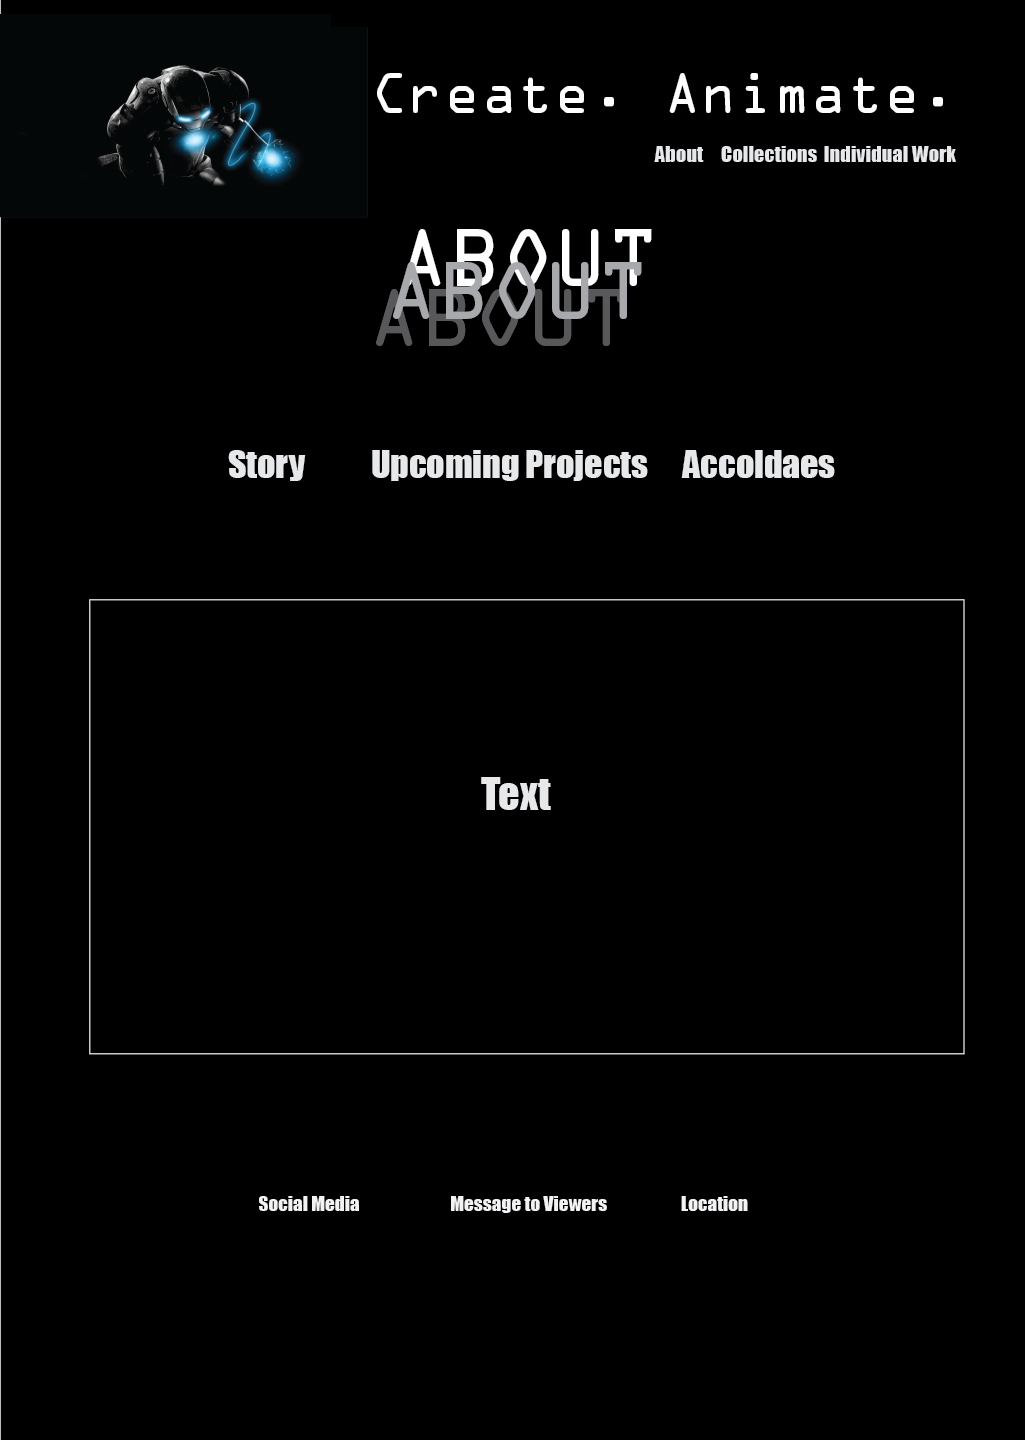 Create. Animate.
About Collections Individual Work
ABOUT
ABOUT
ABOUT
Story Upcoming Projects Accoldaes
Text
Social Media Message to Viewers Location